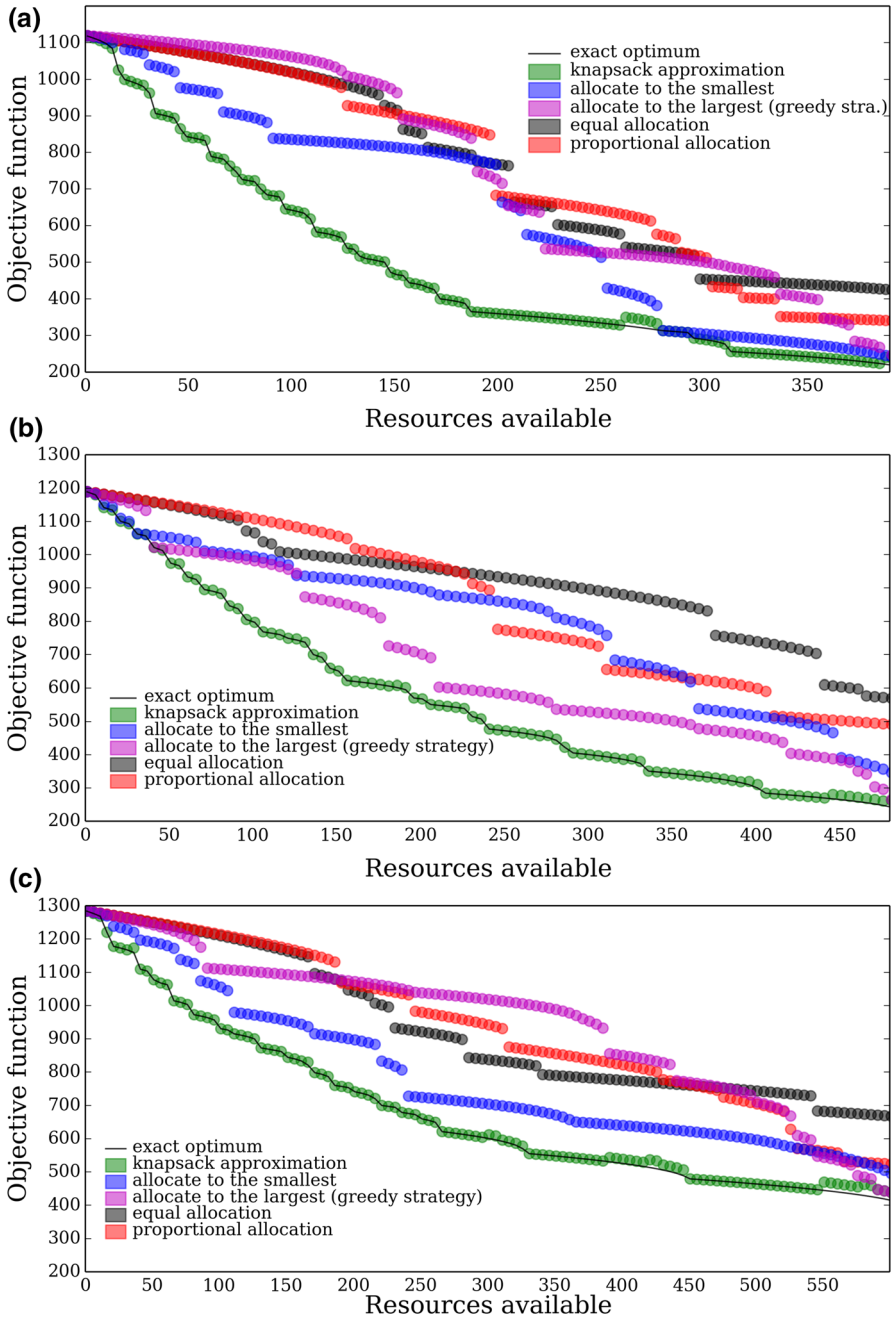 (a)
1100
1000
900
800
700
600
500
400
300
200
Objective function
exact optimum
knapsack approximation
allocate to the smallest
allocate to the largest (greedy stra.)
equal allocation
proportional allocation
0 50 100 150 200 250 300 350
Resources available
(b)
1300
1200
1100
1000
900
800
700
600
500
400
300
200
Objective function
exact optimum
knapsack approximation
allocate to the smallest
allocate to the largest (greedy strategy)
equal allocation
proportional allocation
0 50 100 150 200 250 300 350 400 450
Resources available
(c)
1300
1200
1100
1000
900
800
700
600
500
400
300
200
Objective function
exact optimum
knapsack approximation
allocate to the smallest
allocate to the largest (greedy strategy)
equal allocation
proportional allocation
0 50 100 150 200 250 300 350 400 450 500 550
Resources available